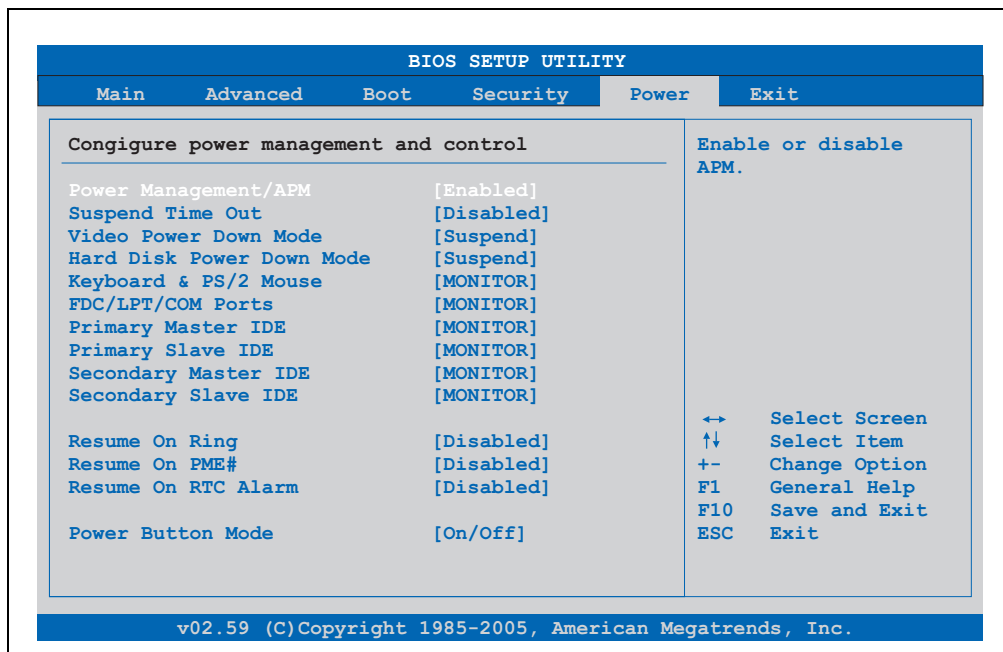 BIOS SETUP UTILITY
Main Advanced Boot Security Power Exit
Congigure power management and control
Power Management/APM [Enabled]
Suspend Time Out [Disabled]
Video Power Down Mode [Suspend]
Hard Disk Power Down Mode [Suspend]
Keyboard & PS/2 Mouse [MONITOR]
FDC/LPT/COM Ports [MONITOR]
Primary Master IDE [MONITOR]
Primary Slave IDE [MONITOR]
Secondary Master IDE [MONITOR]
Secondary Slave IDE [MONITOR]
Resume On Ring [Disabled]
Resume On PME# [Disabled]
Resume On RTC Alarm [Disabled]
Power Button Mode [On/Off]
Enable or disable
APM.
↔ Select Screen
↑↓ Select Item
+- Change Option
F1 General Help
F10 Save and Exit
ESC Exit
v02.59 (C)Copyright 1985-2005, American Megatrends, Inc.